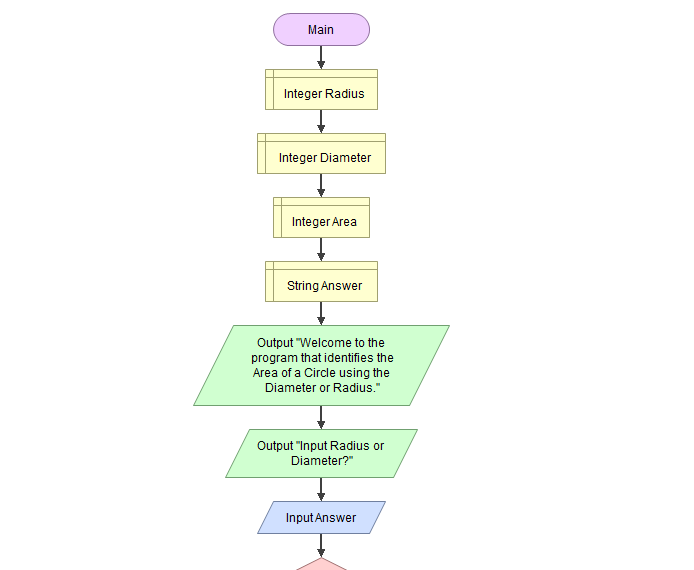 Main
Integer Radius
Integer Diameter
Integer Area
String Answer
Output "Welcome to the
program that identifies the
Area of a Circle using the
Diameter or Radius."
Output "Input Radius or
Diameter?"
Input Answer